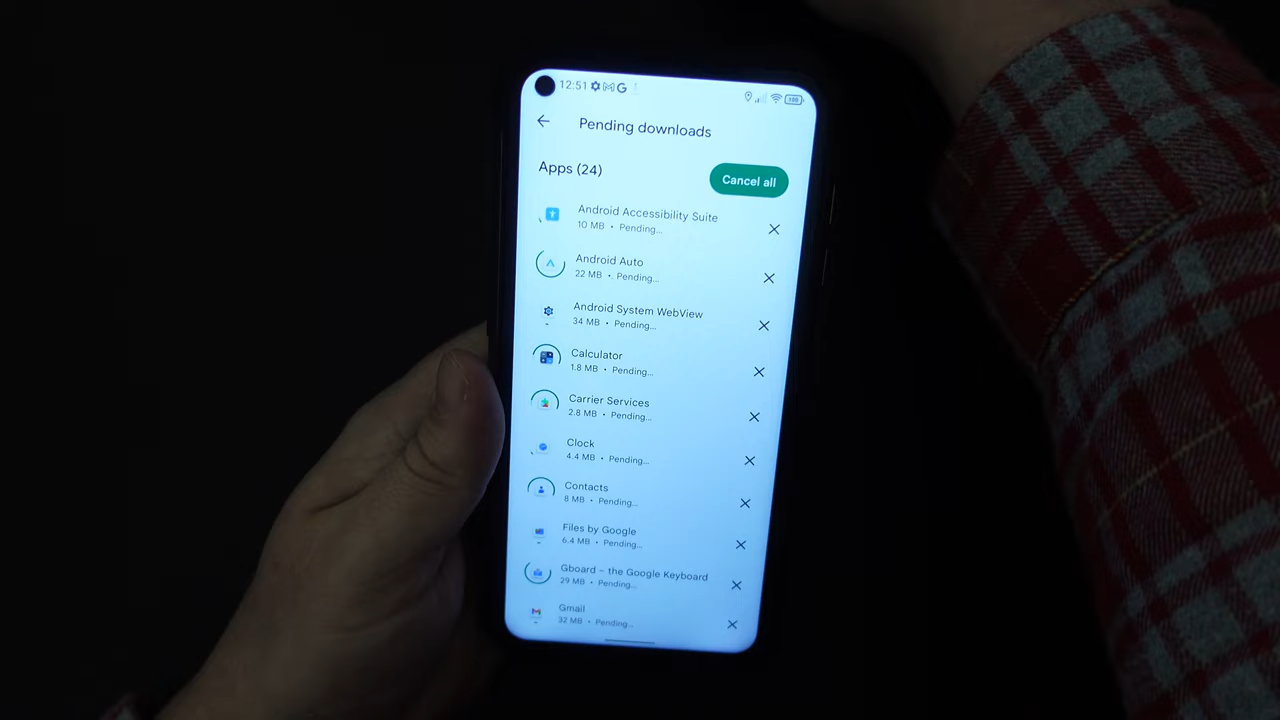 12:51
100
Pending downloads
Apps (24)
Cancel all
Android Accessibility Suite
10 MB • Pending...
Android Auto
22 MB • Pending...
Android System WebView
34 MB • Pending...
Calculator
1.8 MB • Pending...
Carrier Services
2.8 MB • Pending...
Clock
4.4 MB • Pending...
Contacts
8 MB • Pending...
Files by Google
6.4 MB • Pending...
Gboard – the Google Keyboard
29 MB • Pending...
Gmail
32 MB • Pending...